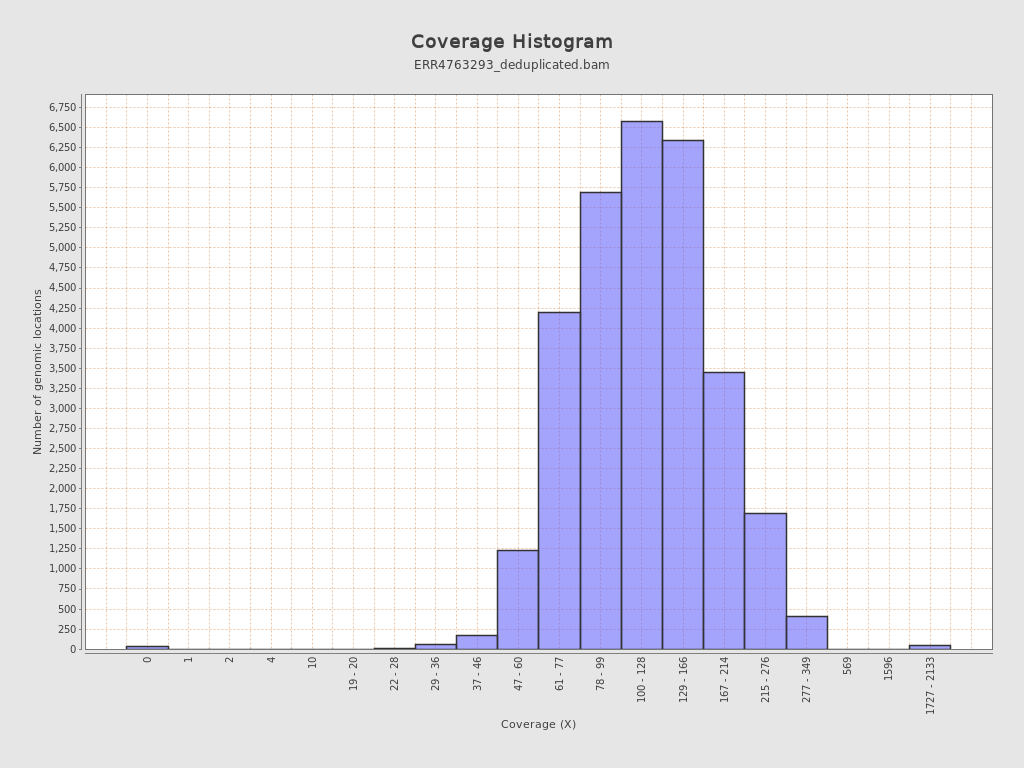 Coverage Histogram
ERR4763293_deduplicated.bam
Number of genomic locations
6,750
6,500
6,250
6,000
5,750
5,500
5,250
5,000
4,750
4,500
4,250
4,000
3,750
3,500
3,250
3,000
2,750
2,500
2,250
2,000
1,750
1,500
1,250
1,000
750
500
250
0
0
1
2
4
10
19 - 20
22 - 28
29 - 36
37 - 46
47 - 60
61 - 77
78 - 99
100 - 128
129 - 166
167 - 214
215 - 276
277 - 349
569
1596
1727 - 2133
Coverage (X)